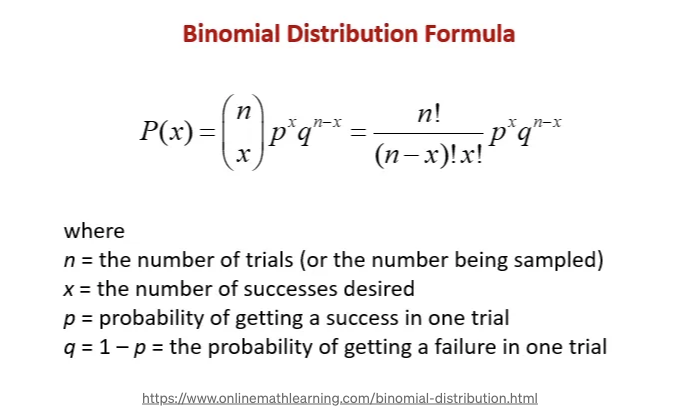 Binomial Distribution Formula
P(x) = (n x) p^x q^{n−x} = n! / (n−x)!x! p^x q^{n−x}
where
n = the number of trials (or the number being sampled)
x = the number of successes desired
p = probability of getting a success in one trial
q = 1 – p = the probability of getting a failure in one trial
https://www.onlinemathlearning.com/binomial-distribution.html